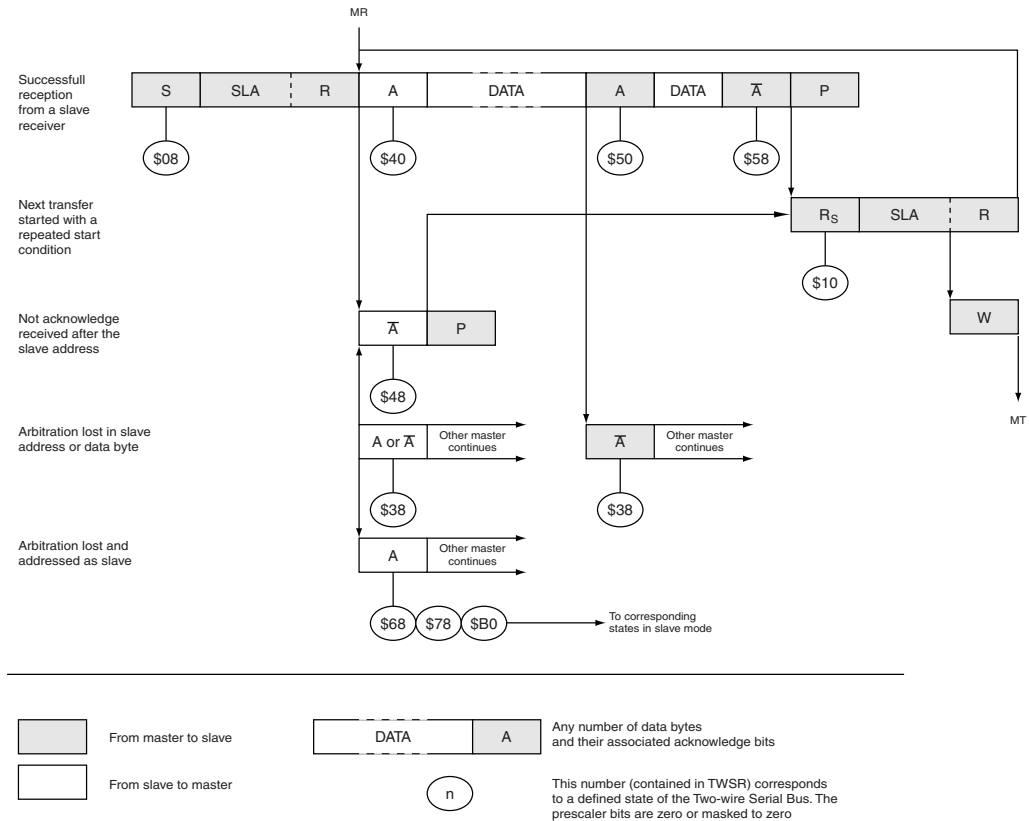 MR
Successfull
reception
from a slave
receiver
S SLA R A DATA A DATA A̅ P
$08 $40 $50 $58
Next transfer
started with a
repeated start
condition
RS SLA R
$10
Not acknowledge
received after the
slave address
A̅ P
W
$48
MT
Arbitration lost in slave
address or data byte
A or A̅ Other master
continues
A̅ Other master
continues
$38 $38
Arbitration lost and
addressed as slave
A Other master
continues
$68 $78 $B0 To corresponding
states in slave mode
From master to slave
DATA A Any number of data bytes
and their associated acknowledge bits
From slave to master
n This number (contained in TWSR) corresponds
to a defined state of the Two-wire Serial Bus. The
prescaler bits are zero or masked to zero